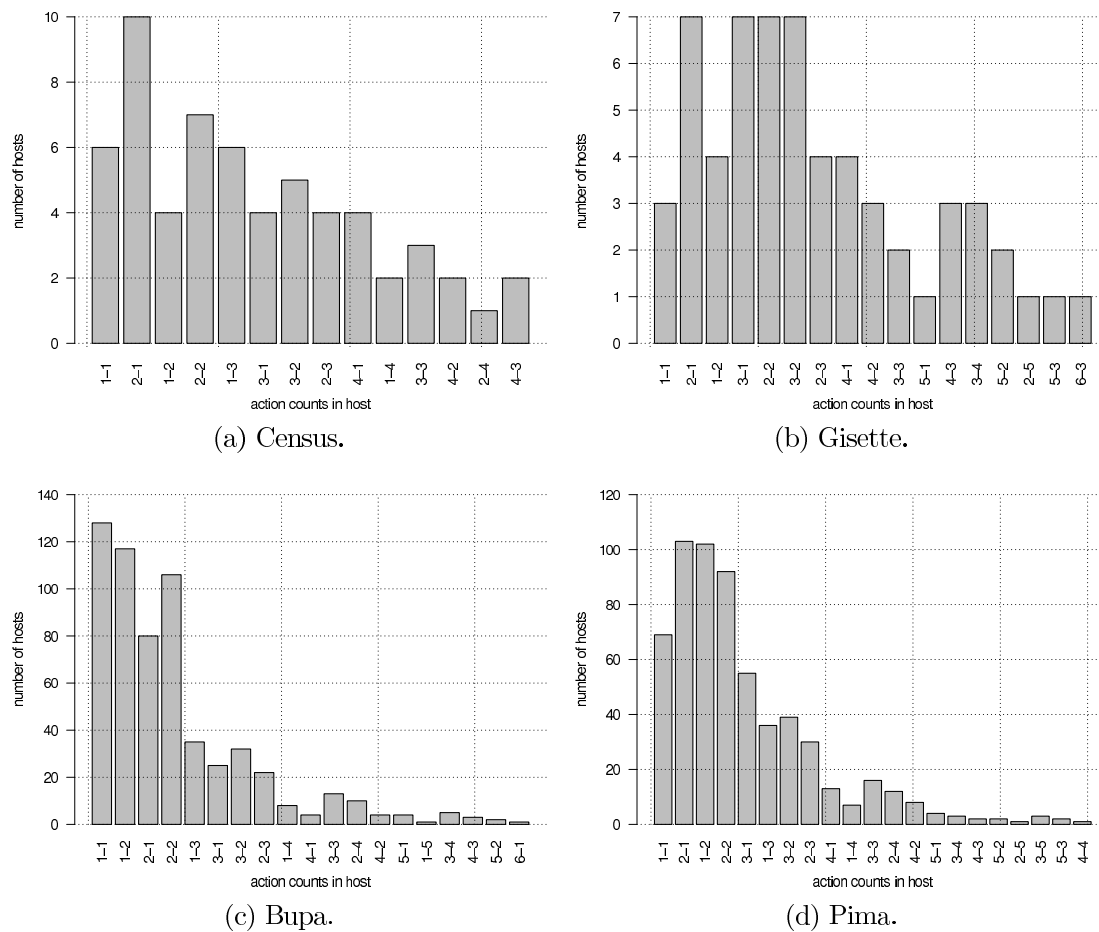 10
8
6
4
2
0
number of hosts
1–1 2–1 1–2 2–2 1–3 3–1 3–2 2–3 4–1 1–4 3–3 4–2 2–4 4–3
action counts in host
(a) Census.
7
6
5
4
3
2
1
0
number of hosts
1–1 2–1 1–2 3–1 2–2 3–2 2–3 4–1 4–2 3–3 5–1 4–3 3–4 5–2 2–5 5–3 6–3
action counts in host
(b) Gisette.
140
120
100
80
60
40
20
0
number of hosts
1–1 1–2 2–1 2–2 1–3 3–1 3–2 2–3 1–4 4–1 3–3 2–4 4–2 5–1 1–5 3–4 4–3 5–2 6–1
action counts in host
(c) Bupa.
120
100
80
60
40
20
0
number of hosts
1–1 2–1 1–2 2–2 3–1 1–3 3–2 2–3 4–1 1–4 3–3 2–4 4–2 5–1 3–4 4–3 5–2 2–5 3–5 5–3 4–4
action counts in host
(d) Pima.